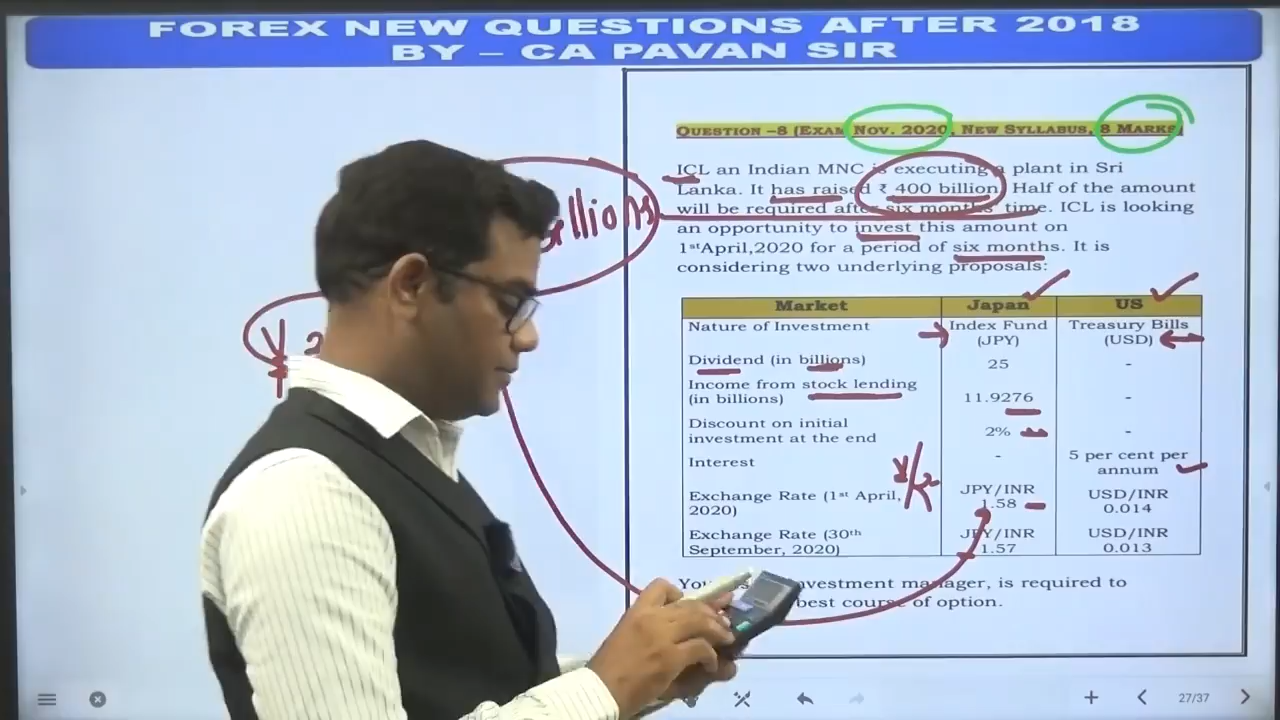 FOREX NEW QUESTIONS AFTER 2018
BY – CA PAVAN SIR
QUESTION –8 (EXAM NOV. 2020, NEW SYLLABUS, 8 MARKS)
ICL an Indian MNC is executing a plant in Sri
Lanka. It has raised ₹ 400 billion. Half of the amount
will be required after six months' time. ICL is looking
an opportunity to invest this amount on
1stApril,2020 for a period of six months. It is
considering two underlying proposals:
Market Japan US
Nature of Investment Index Fund (JPY) Treasury Bills (USD)
Dividend (in billions) 25 -
Income from stock lending (in billions) 11.9276 -
Discount on initial investment at the end 2% -
Interest - 5 per cent per annum
Exchange Rate (1st April, 2020) JPY/INR 1.58 USD/INR 0.014
Exchange Rate (30th September, 2020) JPY/INR 1.57 USD/INR 0.013
investment manager, is required to
best course of option.
¥/₹
27/37